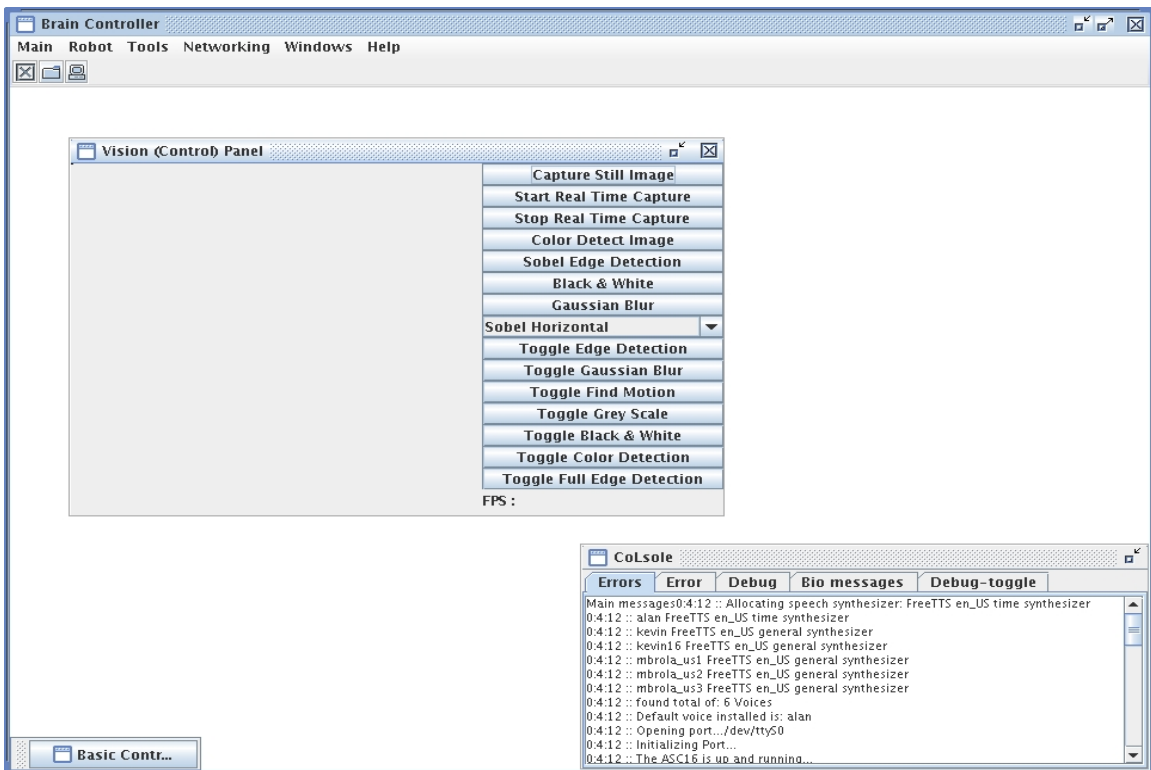 Brain Controller
Main Robot Tools Networking Windows Help
Vision (Control) Panel
Capture Still Image
Start Real Time Capture
Stop Real Time Capture
Color Detect Image
Sobel Edge Detection
Black & White
Gaussian Blur
Sobel Horizontal
Toggle Edge Detection
Toggle Gaussian Blur
Toggle Find Motion
Toggle Grey Scale
Toggle Black & White
Toggle Color Detection
Toggle Full Edge Detection
FPS :
CoLsole
Errors Error Debug Bio messages Debug-toggle
Main messages0:4:12 :: Allocating speech synthesizer: FreeTTS en_US time synthesizer
0:4:12 :: alan FreeTTS en_US time synthesizer
0:4:12 :: kevin FreeTTS en_US general synthesizer
0:4:12 :: kevin16 FreeTTS en_US general synthesizer
0:4:12 :: mbrola_us1 FreeTTS en_US general synthesizer
0:4:12 :: mbrola_us2 FreeTTS en_US general synthesizer
0:4:12 :: mbrola_us3 FreeTTS en_US general synthesizer
0:4:12 :: found total of: 6 Voices
0:4:12 :: Default voice installed is: alan
0:4:12 :: Opening port.../dev/ttyS0
0:4:12 :: Initializing Port...
0:4:12 :: The ASC16 is up and running...
Basic Contr...